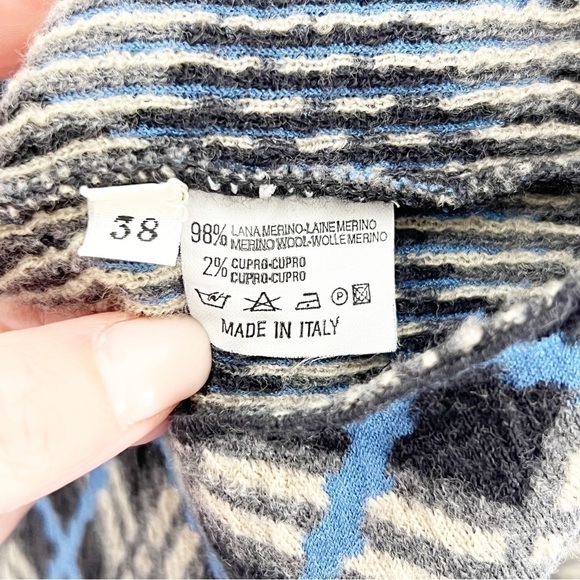 38
98% LANA MERINO-LAINE MERINO
MERINO WOOL-WOLLE MERINO
2% CUPRO-CUPRO
CUPRO-CUPRO
P
MADE IN ITALY